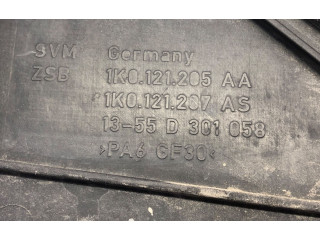 SVM Germany
ZSB 1K0.121.205 AA
1K0.121.207 AS
13-55 D 301 058
>PA6 GF30<